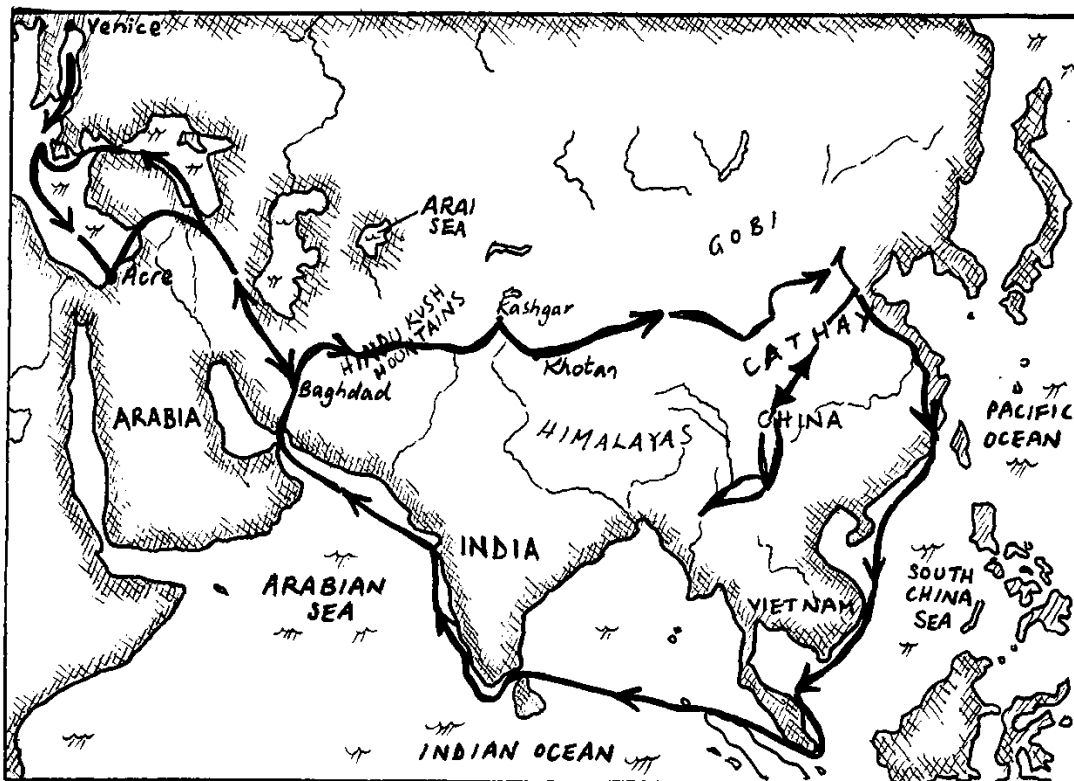 Venice
ARAI
SEA
GOBI
Acre
HINDU KUSH
MOUNTAINS
Kashgar
Khotan
CATHAY
Baghdad
ARABIA
HIMALAYAS
CHINA
PACIFIC
OCEAN
INDIA
ARABIAN
SEA
VIETNAM
SOUTH
CHINA
SEA
INDIAN OCEAN